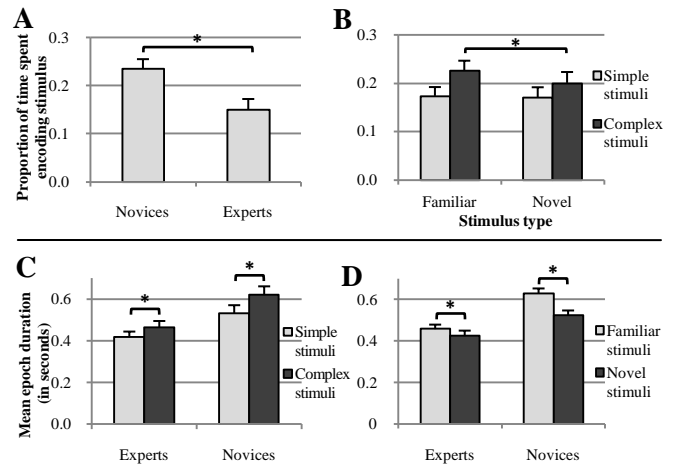 A
Proportion of time spent
encoding stimulus
0.3
0.2
0.1
0.0
*
Novices
Experts
B
0.3
0.2
0.1
0.0
*
Familiar
Novel
Stimulus type
Simple
stimuli
Complex
stimuli
C
Mean epoch duration
(in seconds)
0.6
0.4
0.2
0.0
*
*
Experts
Novices
Simple
stimuli
Complex
stimuli
D
0.6
0.4
0.2
0
*
*
Experts
Novices
Familiar
stimuli
Novel
stimuli